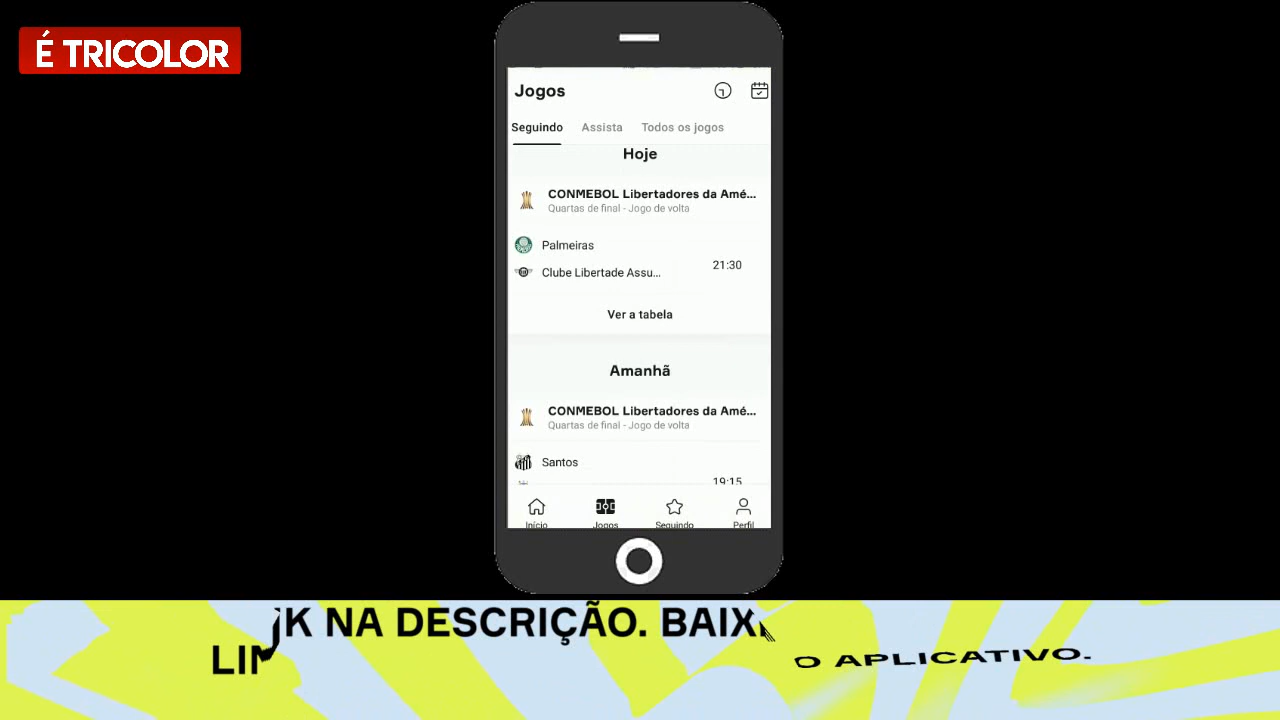 É TRICOLOR
Jogos
Seguindo
Assista
Todos os jogos
Hoje
CONMEBOL Libertadores da Amé...
Quartas de final - Jogo de volta
Palmeiras
Clube Libertade Assu...
21:30
Ver a tabela
Amanhã
CONMEBOL Libertadores da Amé...
Quartas de final - Jogo de volta
Santos
19:15
Início
Jogos
Seguindo
Perfil
NA DESCRIÇÃO.
O APLICATIVO.